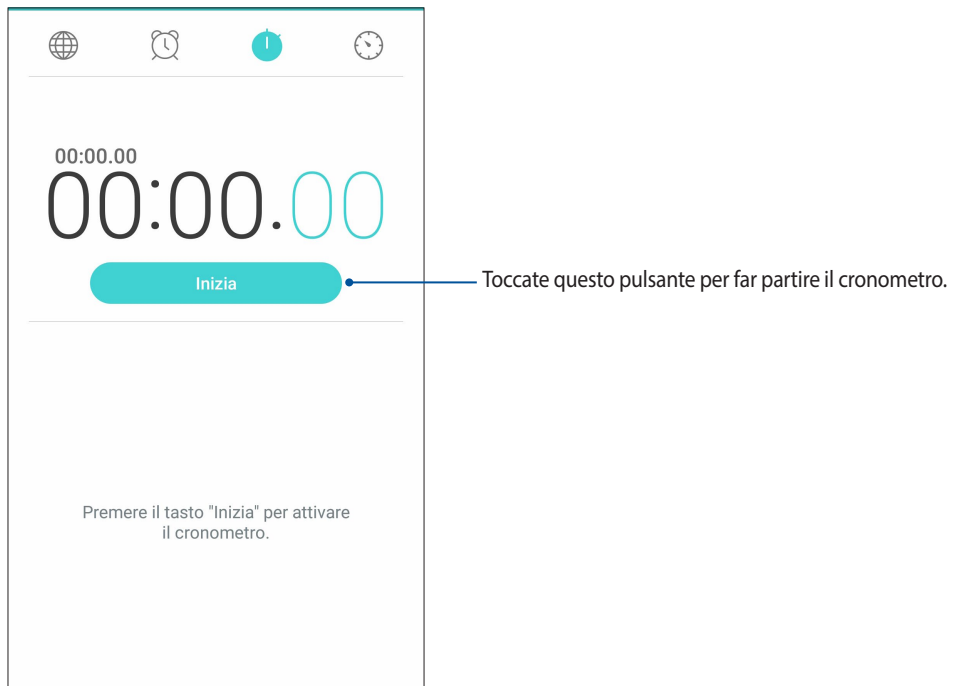 00:00.00
00:00.00
Inizia
Toccate questo pulsante per far partire il cronometro.
Premere il tasto "Inizia" per attivare
il cronometro.